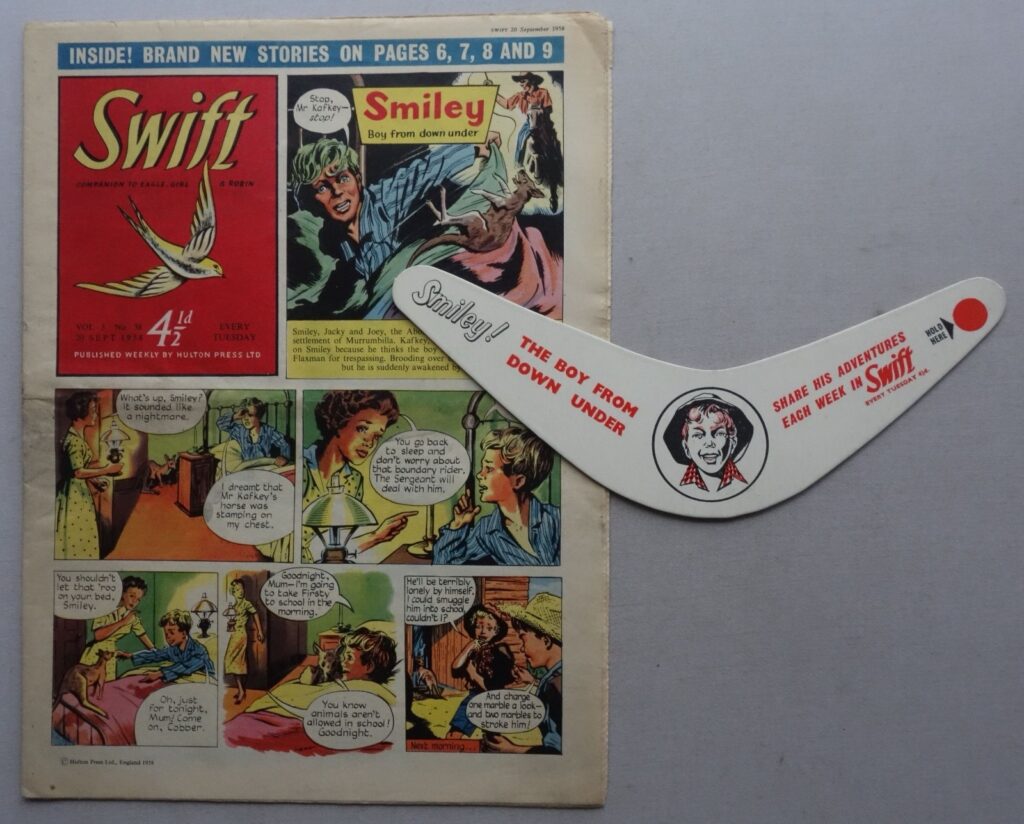 SWIFT 20 September 1958
INSIDE! BRAND NEW STORIES ON PAGES 6, 7, 8 AND 9
Swift
COMPANION TO EAGLE, GIRL & ROBIN
VOL 5 No 38
20 SEPT 1958
4½d
EVERY
TUESDAY
PUBLISHED WEEKLY BY HULTON PRESS LTD
Stop,
Mr Kafkey—
stop!
Smiley
Boy from down under
Smiley, Jacky and Joey, the
settlement of Murrumbilla. Kafkey,
on Smiley because he thinks the boy
Flaxman for trespassing. Brooding over
but he is suddenly awakened by
What's up, Smiley?
It sounded like
a nightmare.
I dreamt that
Mr Kafkey's
horse was
stamping on
my chest.
You go back
to sleep and
don't worry about
that boundary rider.
The Sergeant will
deal with him.
You shouldn't
let that 'roo
on your bed,
Smiley.
Oh, just
for tonight,
Mum! Come
on, Cobber.
Goodnight,
Mum—I'm going
to take Firsty
to school in the
morning.
You know
animals aren't
allowed in school!
Goodnight.
He'll be terribly
lonely by himself.
I could smuggle
him into school,
couldn't I?
And charge
one marble a look—
and two marbles to
stroke him!
Next morning...
© Hulton Press Ltd., England 1958
Smiley!
THE BOY FROM
DOWN UNDER
SHARE HIS ADVENTURES
EACH WEEK IN Swift
EVERY TUESDAY 4½d.
HOLD
HERE